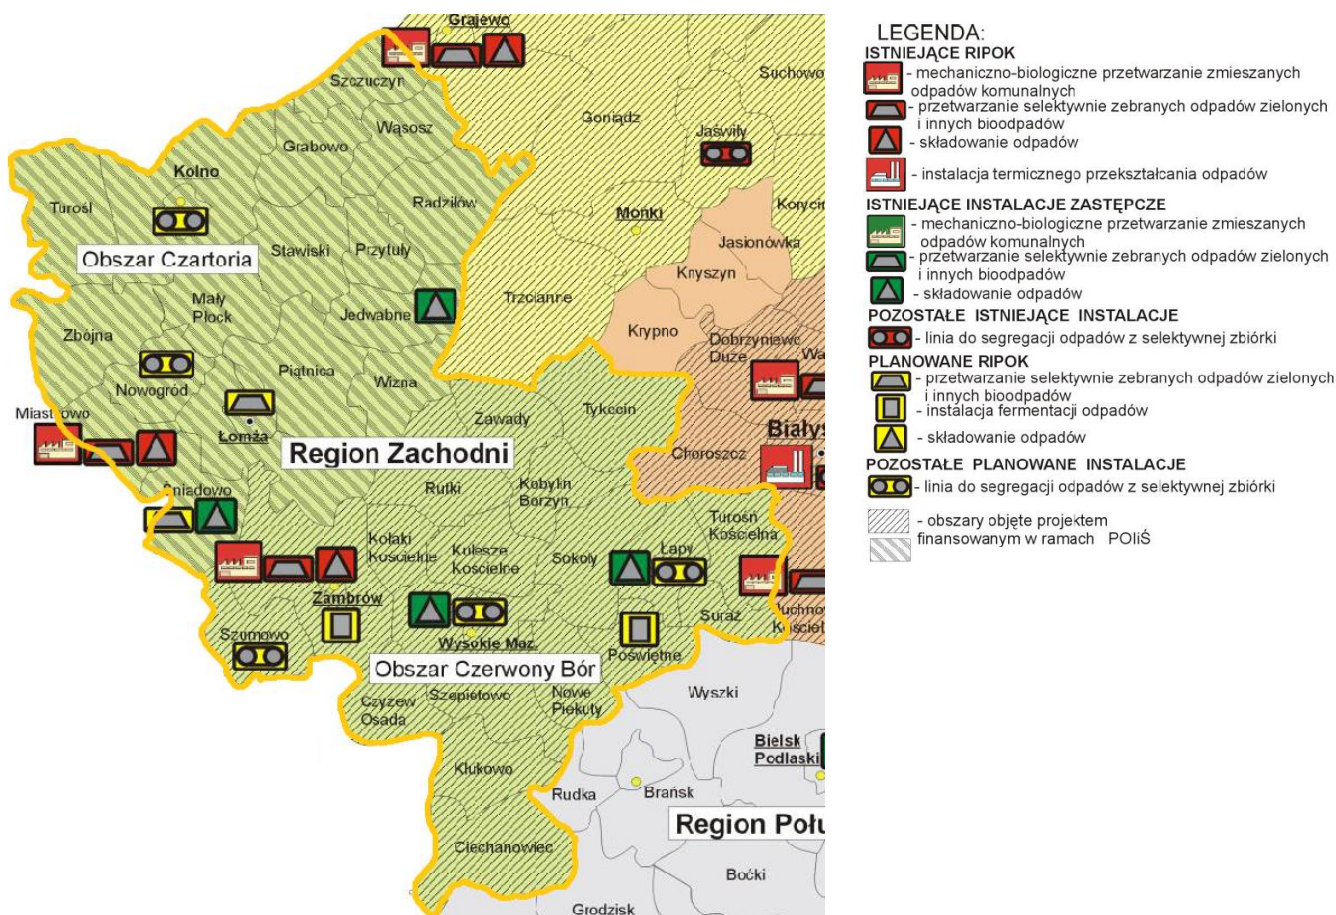 Grajewo
Szczuczyn
Suchowo
Wąsosz
Goniądz
Grabowo
Jaświły
Kolno
Turośl
Radziłów
Korycin
Mońki
Stawiski
Przytuły
Jasionówka
Obszar Czartoria
Knyszyn
Mały
Płock
Trzcianne
Jedwabne
Zbójna
Krypno
Dobrzyniewo
Duże
Wa
Piątnica
Wizna
Nowogród
Miastkowo
Zawady
Tykocin
Łomża
Białys
Region Zachodni
Choroszcz
Rutki
Kobylin
Borzyn
Śniadowo
Turośń
Kościelna
Kołaki
Kościelne
Kulesze
Kościelne
Sokoły
Łapy
Zambrów
Suraż
uchnow
Kościel
Szumowo
Wysokie Maz.
Poświętne
Obszar Czerwony Bór
Wyszki
Szepietowo
Nowe
Piekuty
Czyżew
Osada
Bielsk
Podlaski
Klukowo
Rudka
Brańsk
Region Połu
Ciechanowiec
Boćki
Grodzisk
LEGENDA:
ISTNIEJĄCE RIPOK
- mechaniczno-biologiczne przetwarzanie zmieszanych
odpadów komunalnych
- przetwarzanie selektywnie zebranych odpadów zielonych
i innych bioodpadów
- składowanie odpadów
- instalacja termicznego przekształcania odpadów
ISTNIEJĄCE INSTALACJE ZASTĘPCZE
- mechaniczno-biologiczne przetwarzanie zmieszanych
odpadów komunalnych
- przetwarzanie selektywnie zebranych odpadów zielonych
i innych bioodpadów
- składowanie odpadów
POZOSTAŁE ISTNIEJĄCE INSTALACJE
- linia do segregacji odpadów z selektywnej zbiórki
PLANOWANE RIPOK
- przetwarzanie selektywnie zebranych odpadów zielonych
i innych bioodpadów
- instalacja fermentacji odpadów
- składowanie odpadów
POZOSTAŁE PLANOWANE INSTALACJE
- linia do segregacji odpadów z selektywnej zbiórki
- obszary objęte projektem
finansowanym w ramach POIiŚ